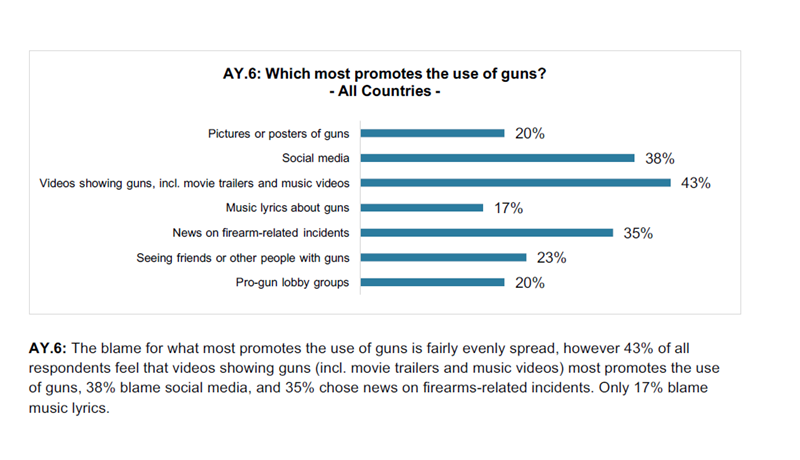 AY.6: Which most promotes the use of guns?
- All Countries -
Pictures or posters of guns 20%
Social media 38%
Videos showing guns, incl. movie trailers and music videos 43%
Music lyrics about guns 17%
News on firearm-related incidents 35%
Seeing friends or other people with guns 23%
Pro-gun lobby groups 20%
AY.6: The blame for what most promotes the use of guns is fairly evenly spread, however 43% of all
respondents feel that videos showing guns (incl. movie trailers and music videos) most promotes the use
of guns, 38% blame social media, and 35% chose news on firearms-related incidents. Only 17% blame
music lyrics.